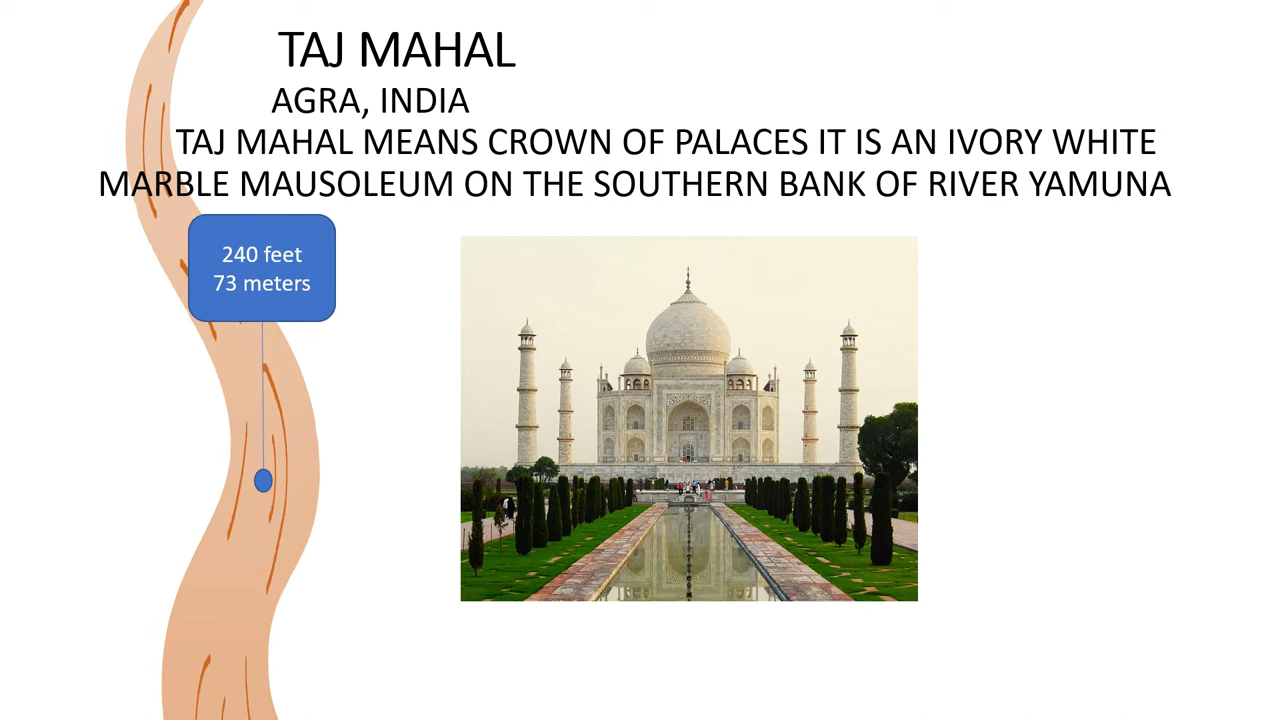 TAJ MAHAL
AGRA, INDIA
TAJ MAHAL MEANS CROWN OF PALACES IT IS AN IVORY WHITE
MARBLE MAUSOLEUM ON THE SOUTHERN BANK OF RIVER YAMUNA
240 feet
73 meters